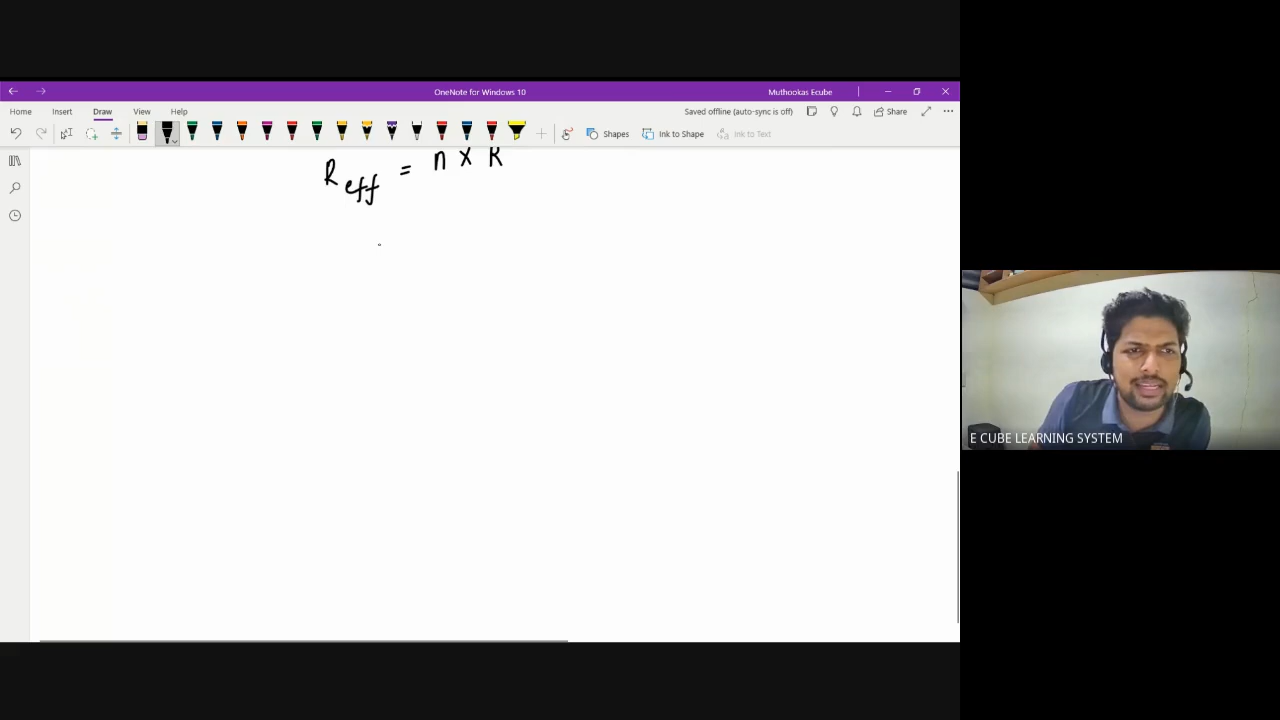 OneNote for Windows 10
Muthookas Ecube
Home Insert Draw View Help
Saved offline (auto-sync is off)
Share
Shapes
Ink to Shape
Ink to Text
R eff = n x R
E CUBE LEARNING SYSTEM